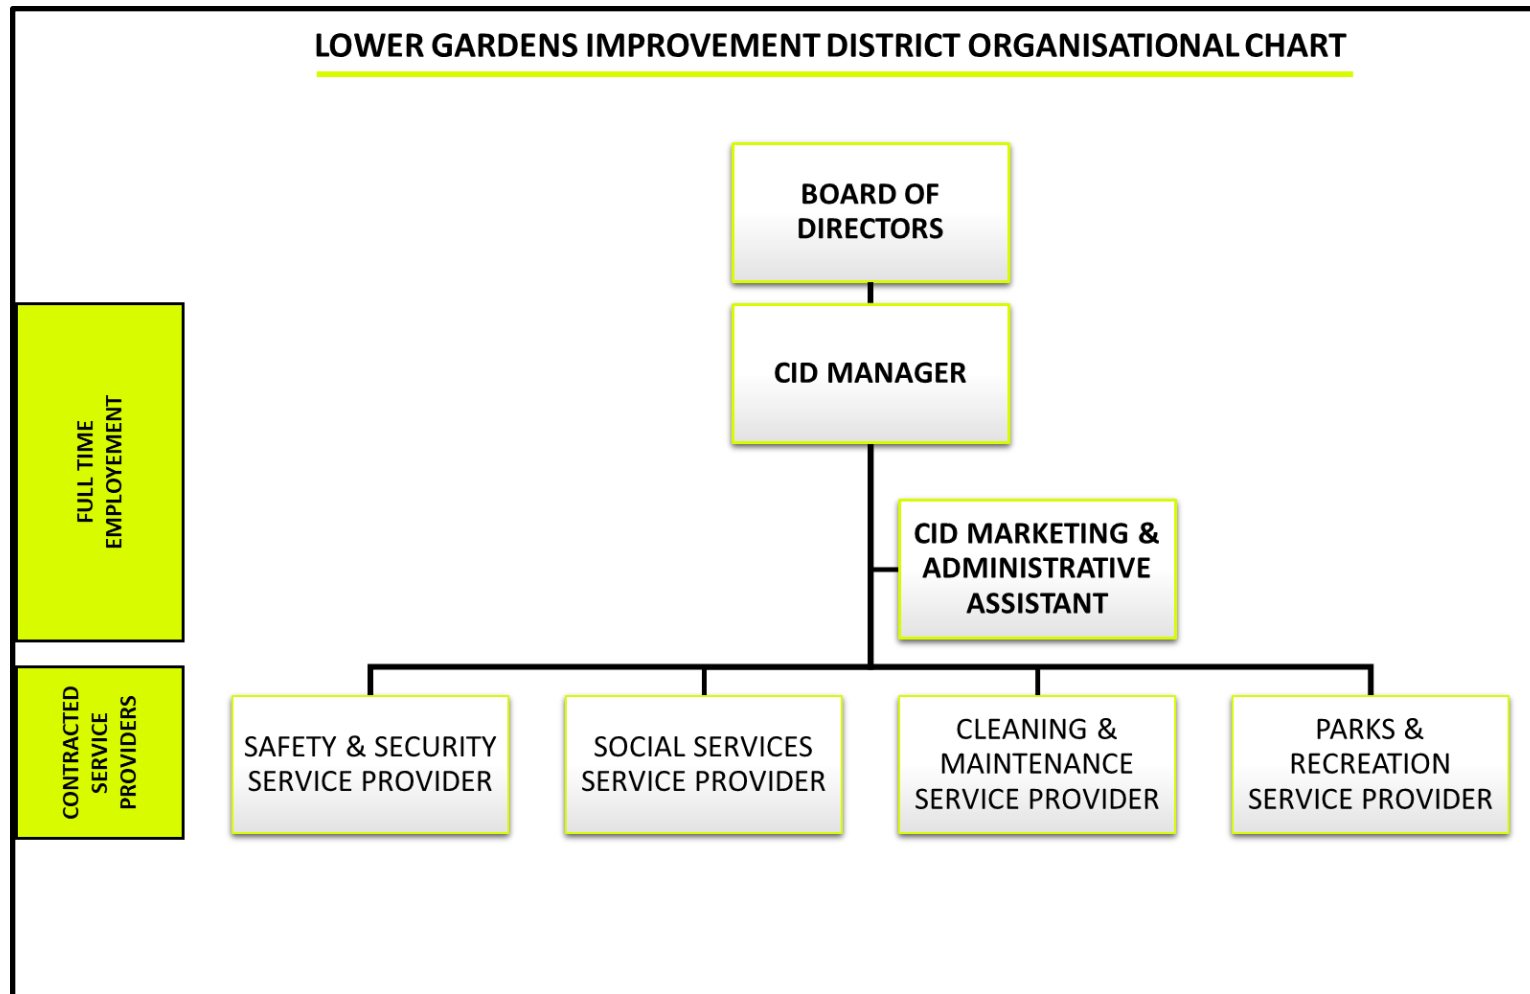 LOWER GARDENS IMPROVEMENT DISTRICT ORGANISATIONAL CHART
BOARD OF
DIRECTORS
CID MANAGER
FULL TIME
EMPLOYEMENT
CID MARKETING &
ADMINISTRATIVE
ASSISTANT
CONTRACTED
SERVICE
PROVIDERS
SAFETY & SECURITY
SERVICE PROVIDER
SOCIAL SERVICES
SERVICE PROVIDER
CLEANING &
MAINTENANCE
SERVICE PROVIDER
PARKS &
RECREATION
SERVICE PROVIDER